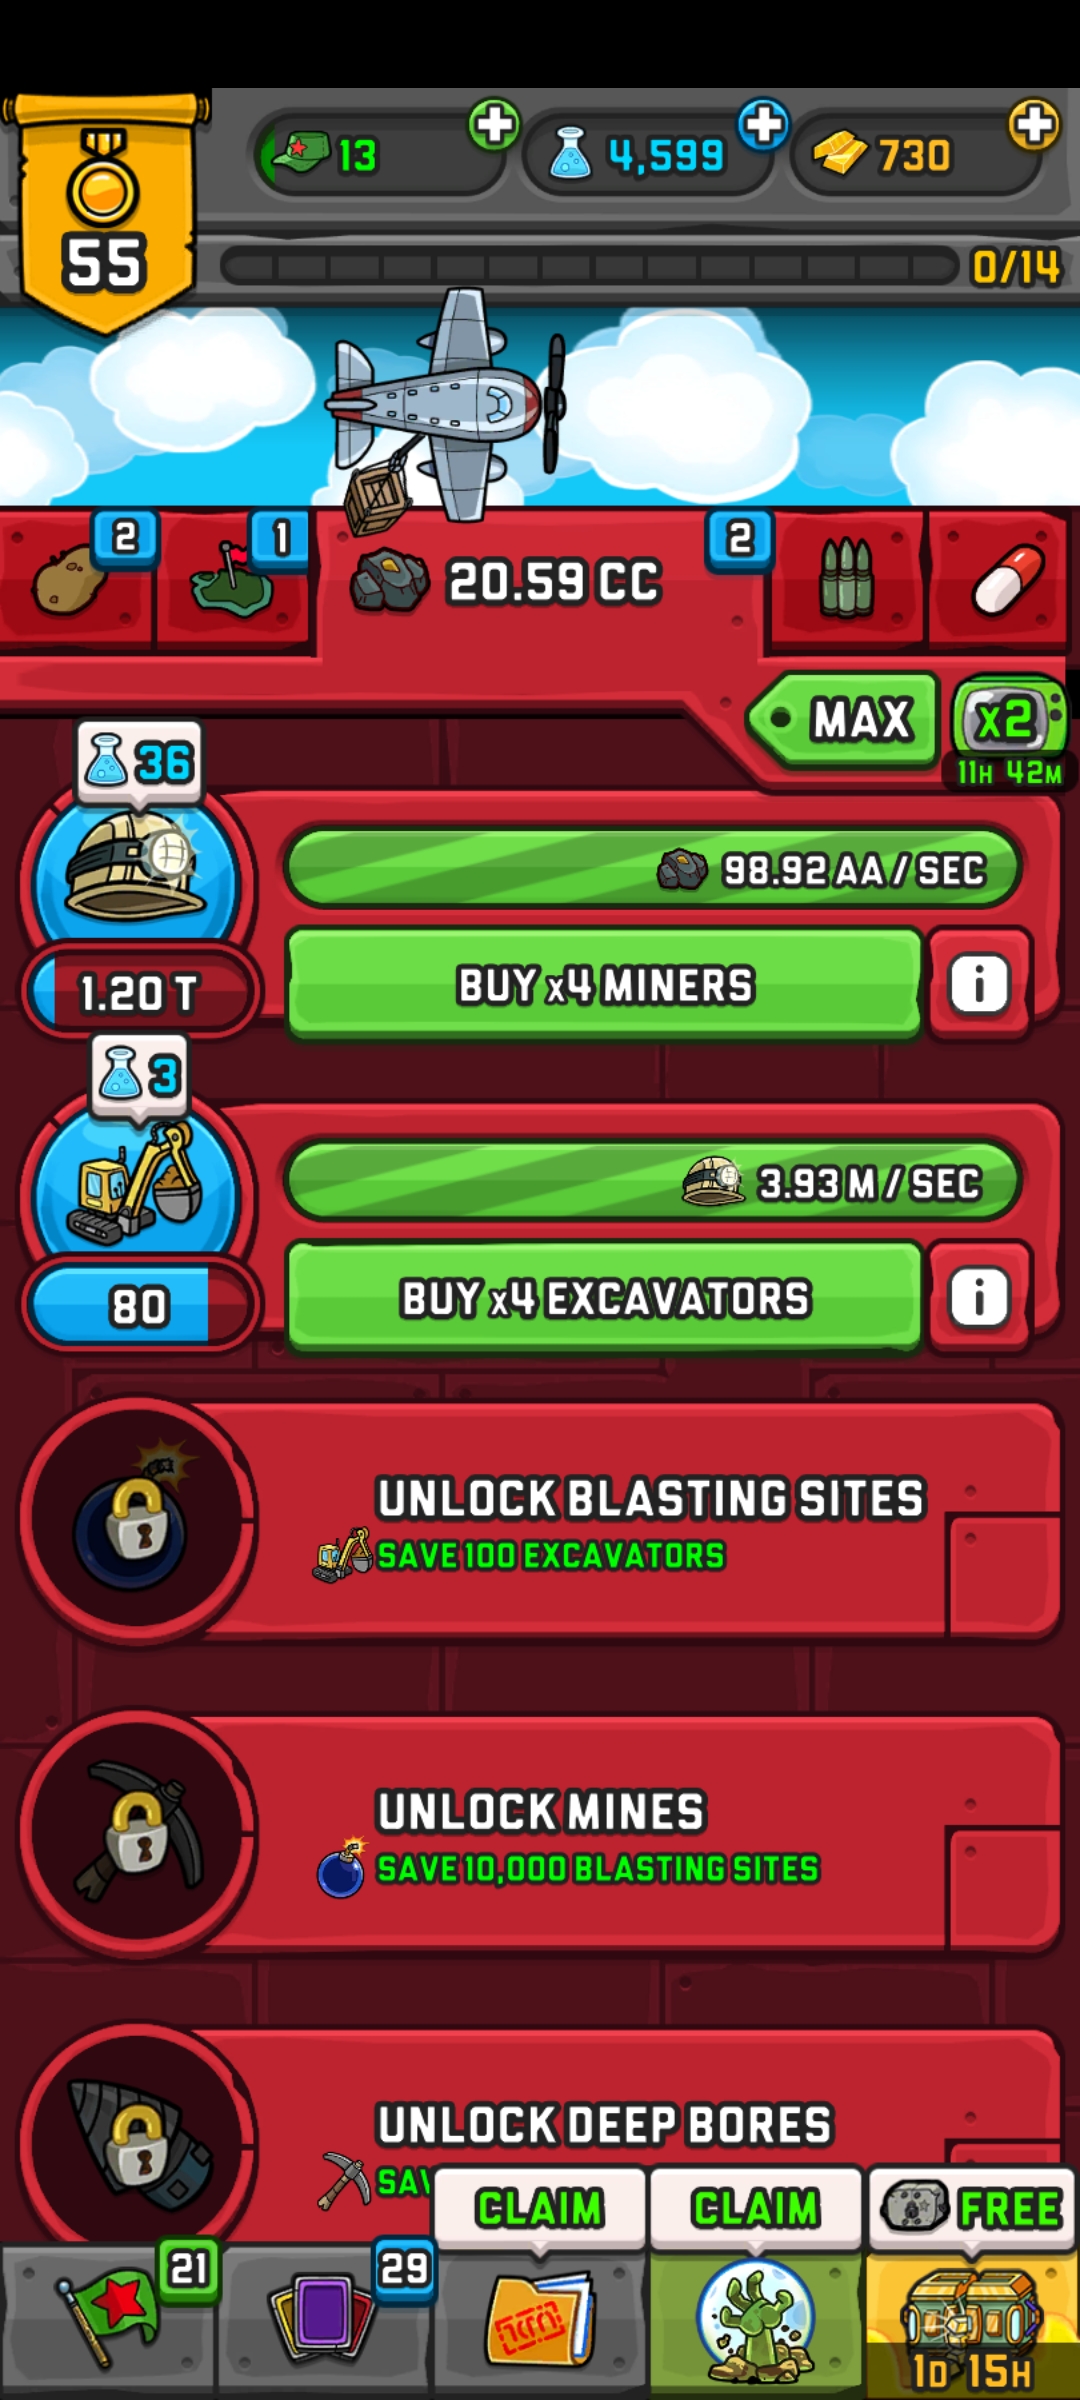 13
4,599
730
55
0/14
2
1
20.59 CC
2
MAX
x2
11H 42M
36
98.92 AA / SEC
1.20 T
BUY x4 MINERS
i
3
3.93 M / SEC
80
BUY x4 EXCAVATORS
i
UNLOCK BLASTING SITES
SAVE 100 EXCAVATORS
UNLOCK MINES
SAVE 10,000 BLASTING SITES
UNLOCK DEEP BORES
CLAIM
CLAIM
FREE
21
29
1D 15H